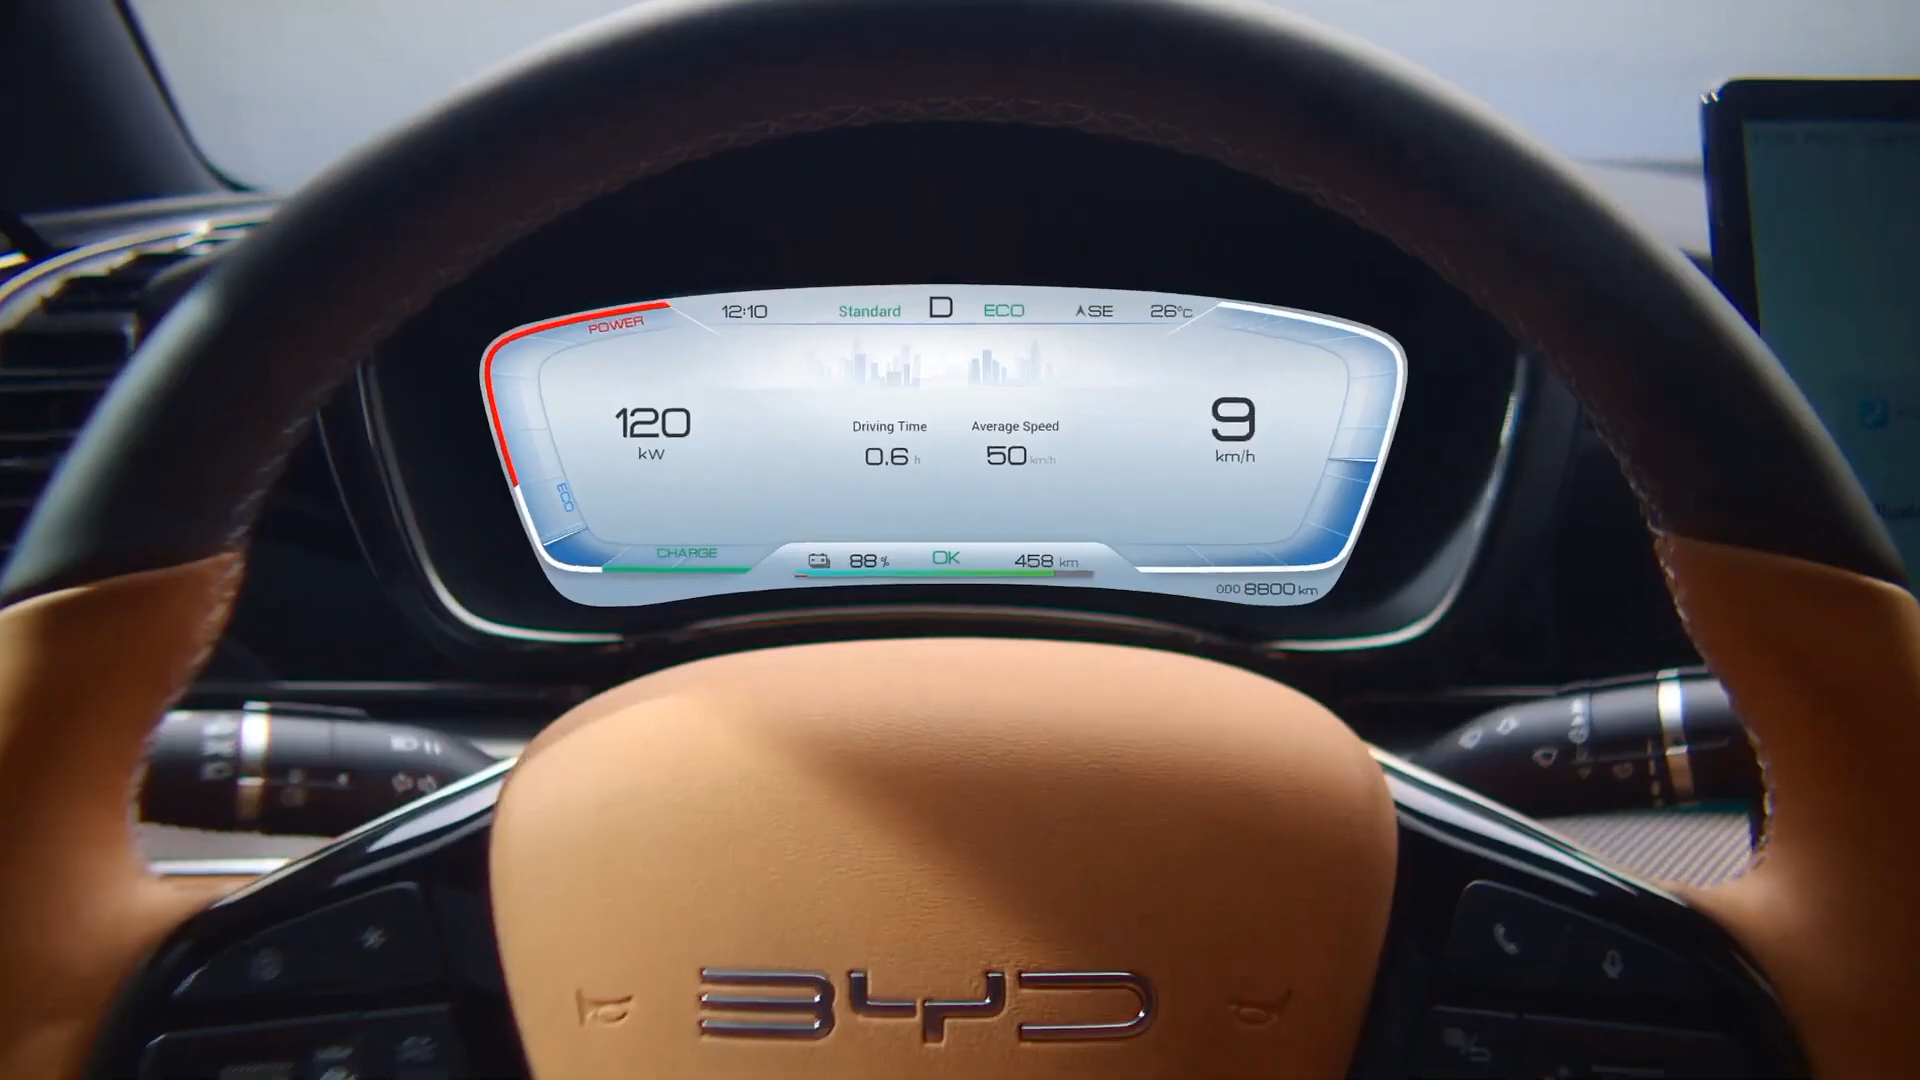 12:10 Standard D ECO SE 26°C
POWER
120
kW
Driving Time Average Speed
0.6 h 50 km/h
9
km/h
ECO
CHARGE
88% OK 458 km
ODO 8800 km
BYD